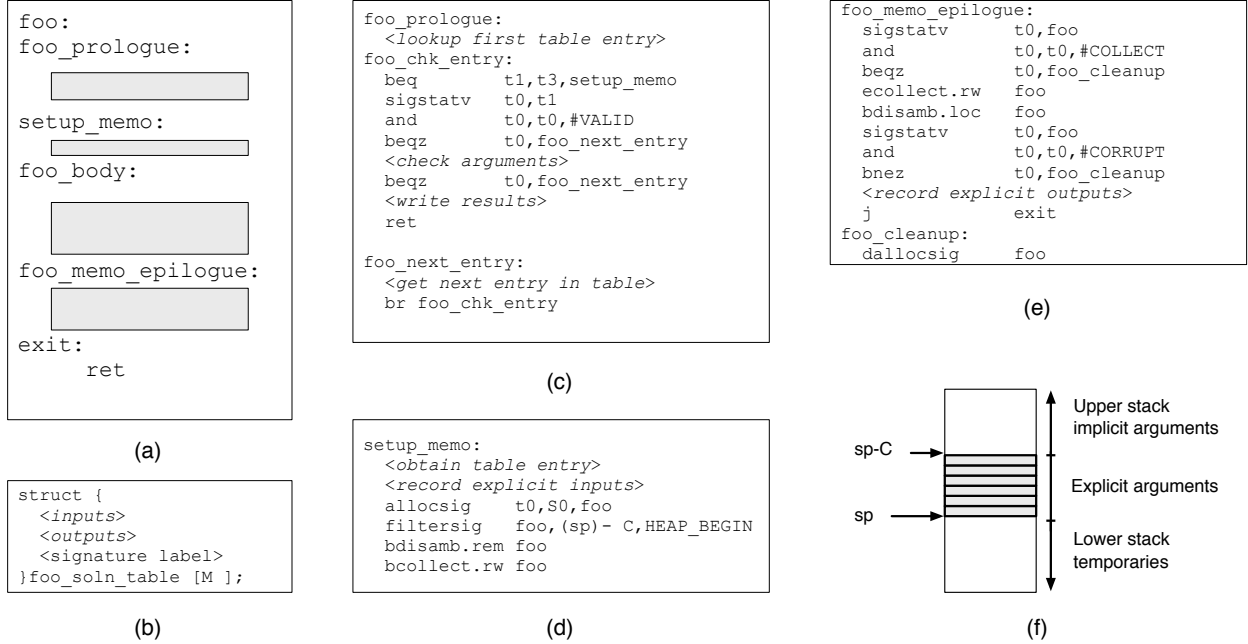 foo:
foo_prologue:
setup_memo:
foo_body:
foo_memo_epilogue:
exit:
ret
(a)
struct {
<inputs>
<outputs>
<signature label>
}foo_soln_table [M ];
(b)
foo_prologue:
<lookup first table entry>
foo_chk_entry:
beq t1,t3,setup_memo
sigstatv t0,t1
and t0,t0,#VALID
beqz t0,foo_next_entry
<check arguments>
beqz t0,foo_next_entry
<write results>
ret
foo_next_entry:
<get next entry in table>
br foo_chk_entry
(c)
setup_memo:
<obtain table entry>
<record explicit inputs>
allocsig t0,S0,foo
filtersig foo,(sp)- C,HEAP_BEGIN
bdisamb.rem foo
bcollect.rw foo
(d)
foo_memo_epilogue:
sigstatv t0,foo
and t0,t0,#COLLECT
beqz t0,foo_cleanup
ecollect.rw foo
bdisamb.loc foo
sigstatv t0,foo
and t0,t0,#CORRUPT
bnez t0,foo_cleanup
<record explicit outputs>
j exit
foo_cleanup:
dallocsig foo
(e)
Upper stack
implicit arguments
sp-C
Explicit arguments
sp
Lower stack
temporaries
(f)